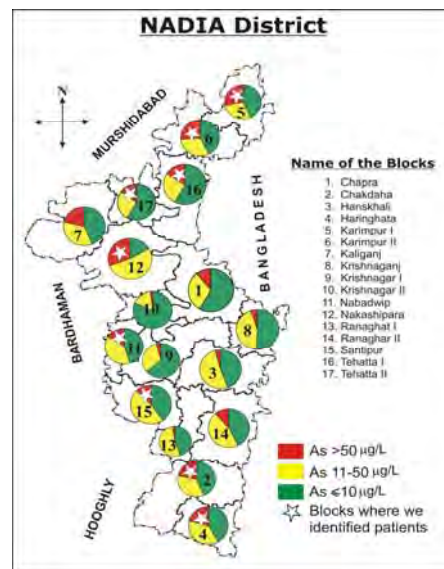 NADIA District
N
MURSHIDABAD
BANGLADESH
BARDHAMAN
HOOGHLY
5
6
16
17
7
12
1
10
8
11
9
3
15
14
13
2
4
Name of the Blocks
1. Chapra
2. Chakdaha
3. Hanskhali
4. Haringhata
5. Karimpur I
6. Karimpur II
7. Kaliganj
8. Krishnaganj
9. Krishnagar I
10. Krishnagar II
11. Nabadwip
12. Nakashipara
13. Ranaghat I
14. Ranaghar II
15. Santipur
16. Tehatta I
17. Tehatta II
As >50 µg/L
As 11-50 µg/L
As ⩽10 µg/L
Blocks where we
identified patients